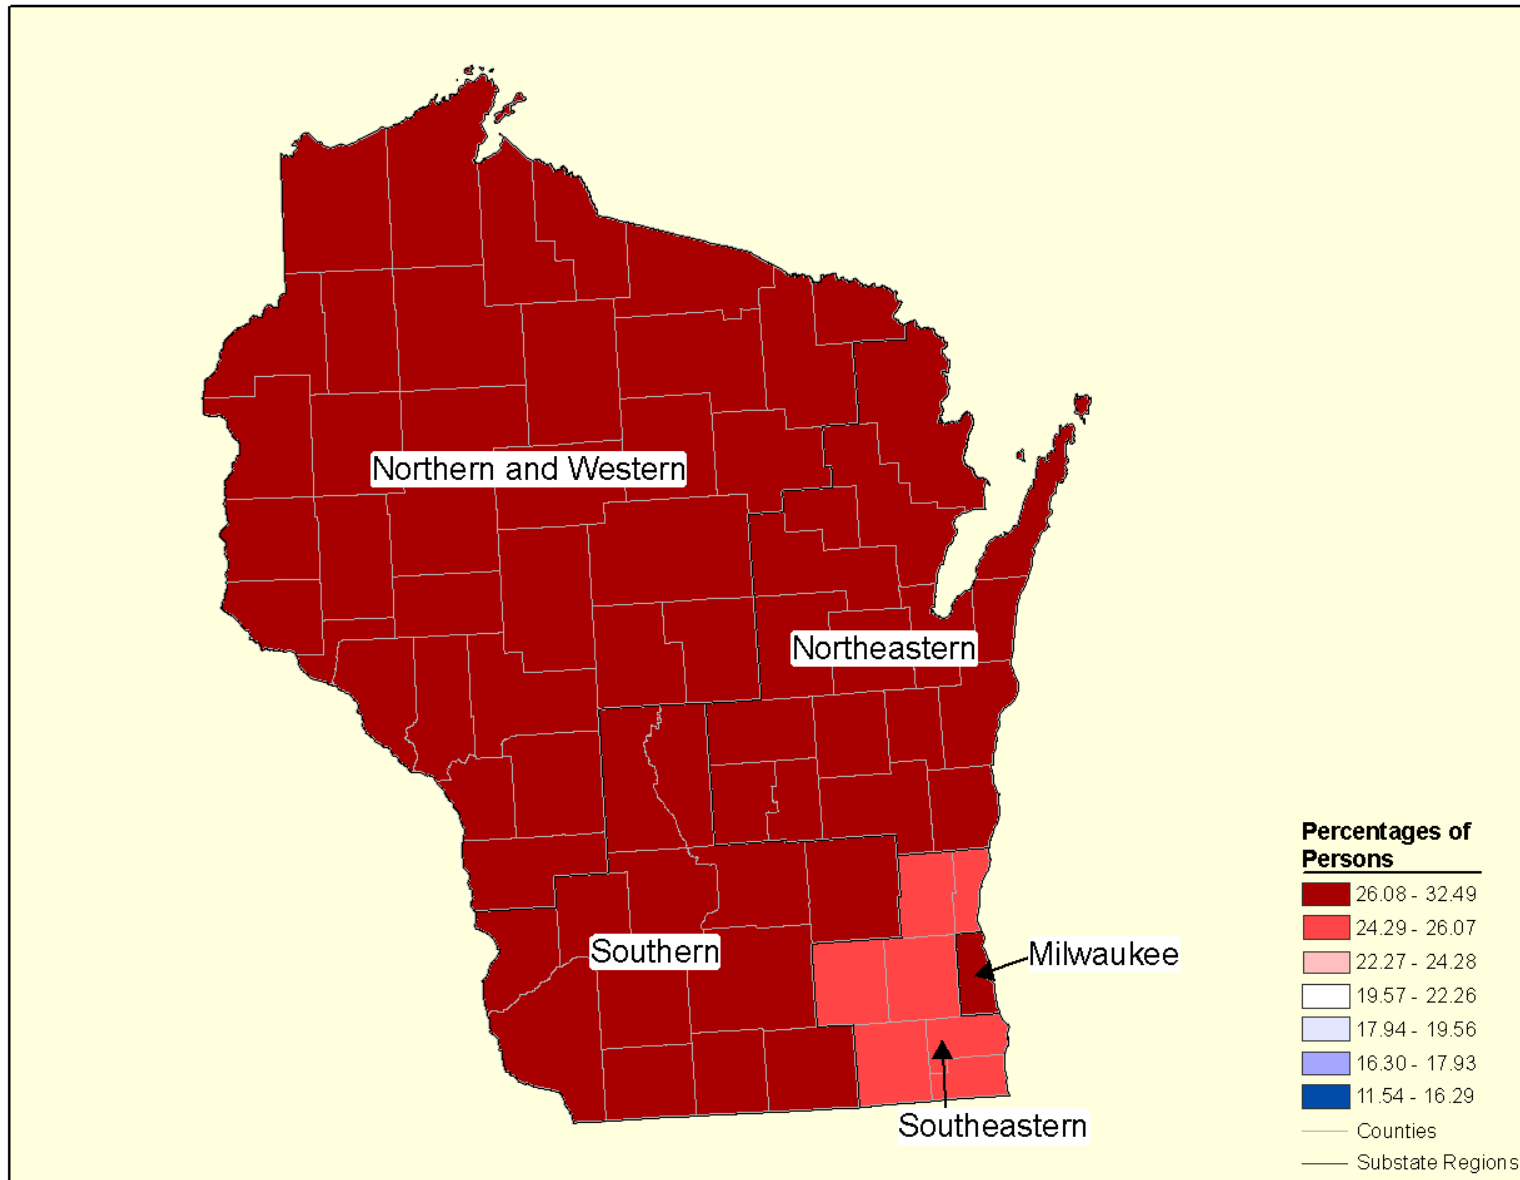 Northern and Western
Northeastern
Southern
Milwaukee
Southeastern
Percentages of
Persons
26.08 - 32.49
24.29 - 26.07
22.27 - 24.28
19.57 - 22.26
17.94 - 19.56
16.30 - 17.93
11.54 - 16.29
Counties
Substate Regions